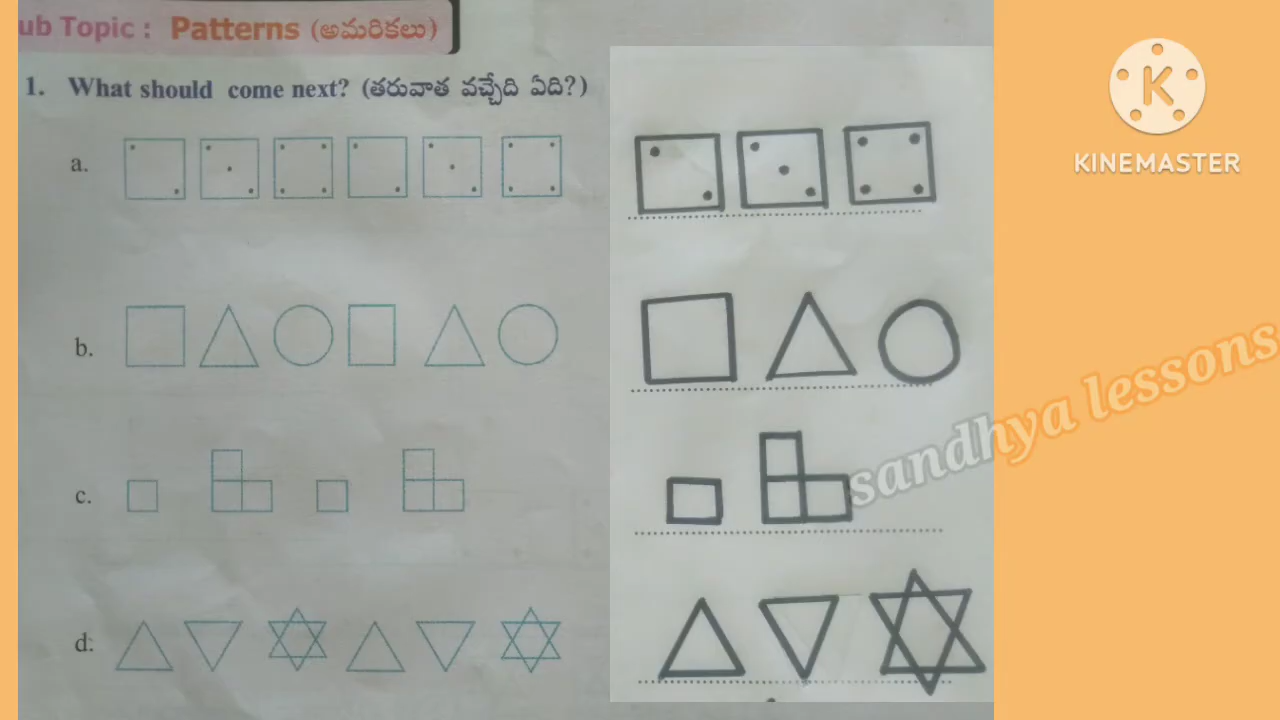 ub Topic : Patterns (అమరికలు)
1. What should come next? (తరువాత వచ్చేది ఏది?)
a.
b.
c.
d.
K
KINEMASTER
sandhya lessons